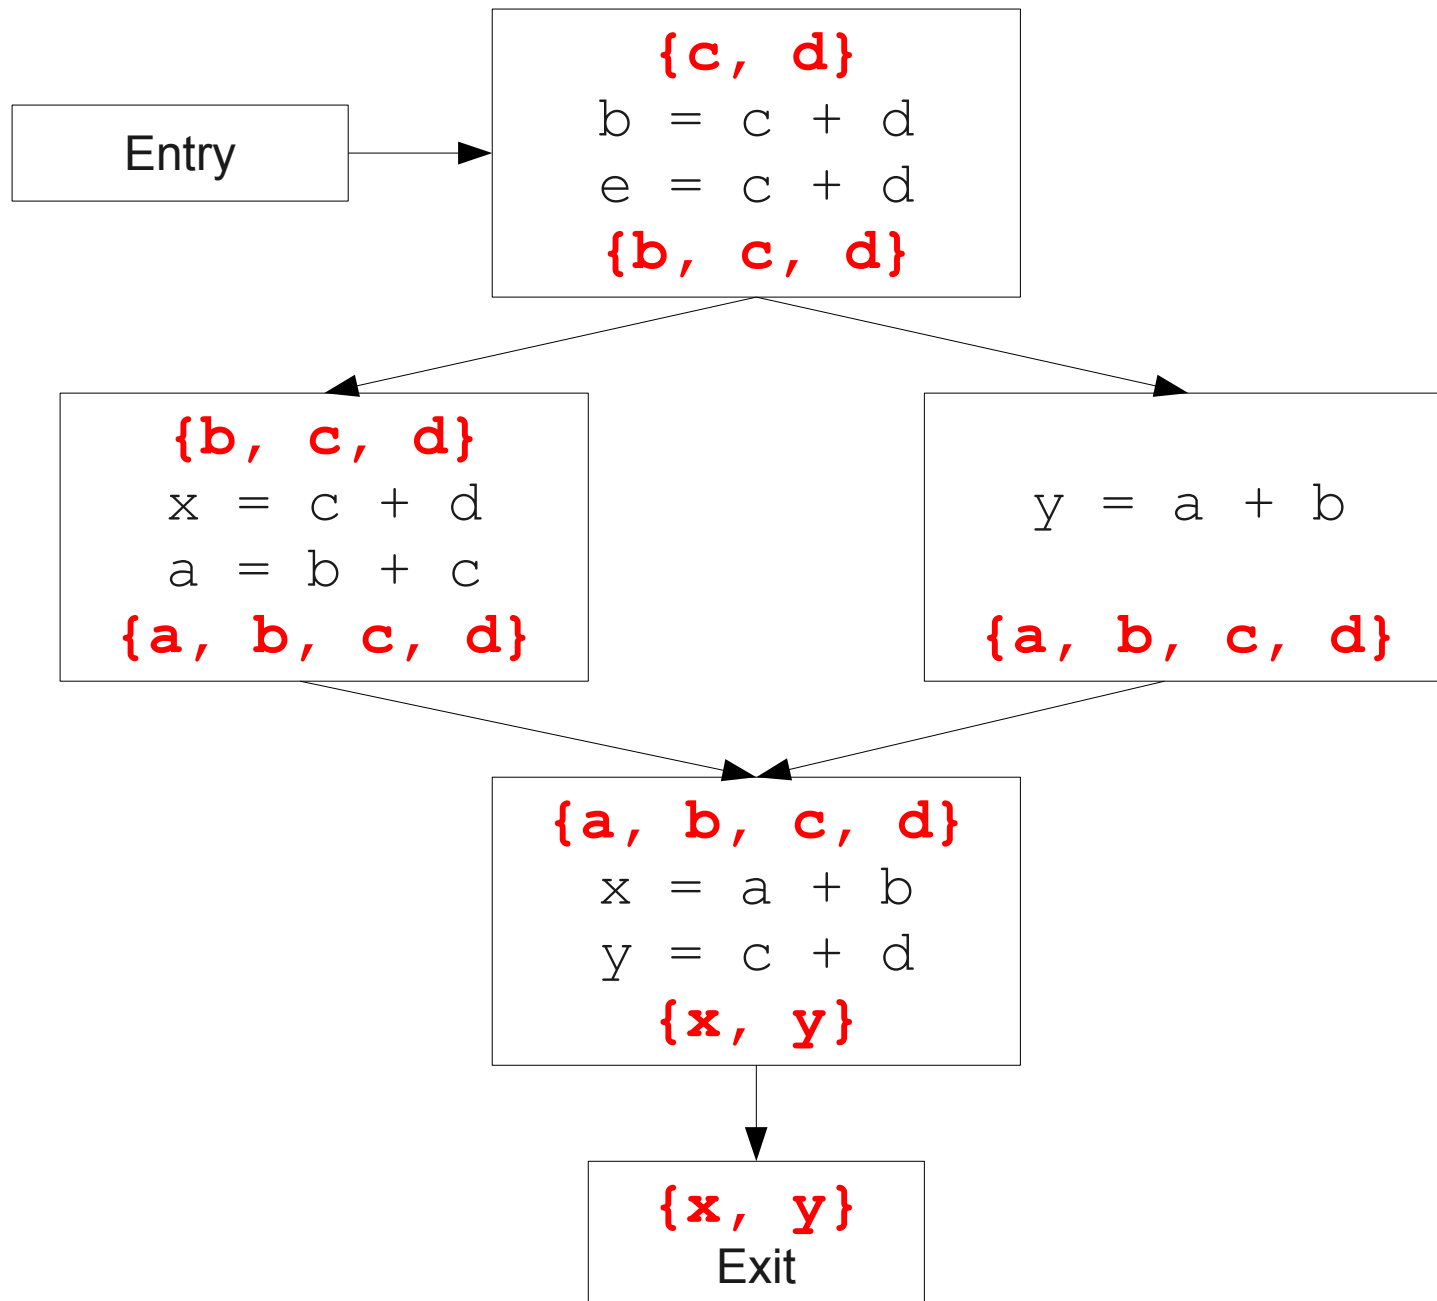 {c, d}
Entry
b = c + d
e = c + d
{b, c, d}
{b, c, d}
x = c + d
a = b + c
{a, b, c, d}
y = a + b
{a, b, c, d}
{a, b, c, d}
x = a + b
y = c + d
{x, y}
{x, y}
Exit